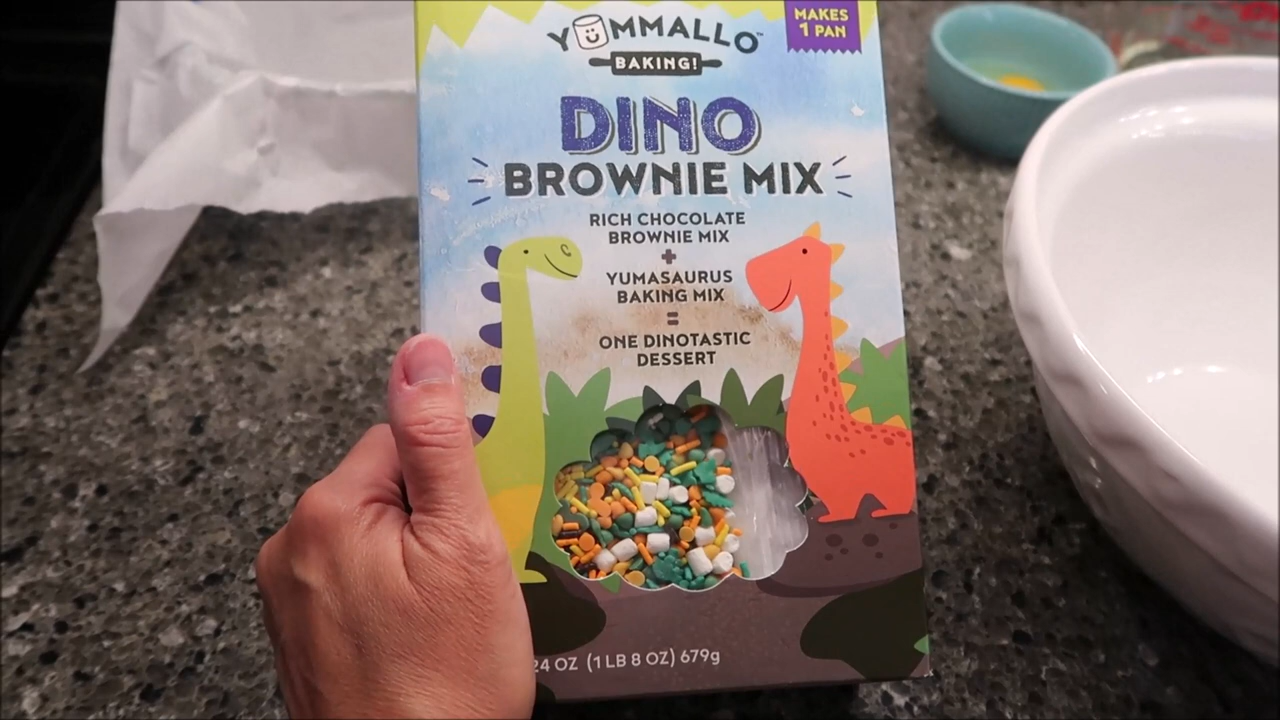 YUMMALLO™
BAKING!
MAKES
1 PAN
DINO
BROWNIE MIX
RICH CHOCOLATE
BROWNIE MIX
+
YUMASAURUS
BAKING MIX
=
ONE DINOTASTIC
DESSERT
24 OZ (1 LB 8 OZ) 679g